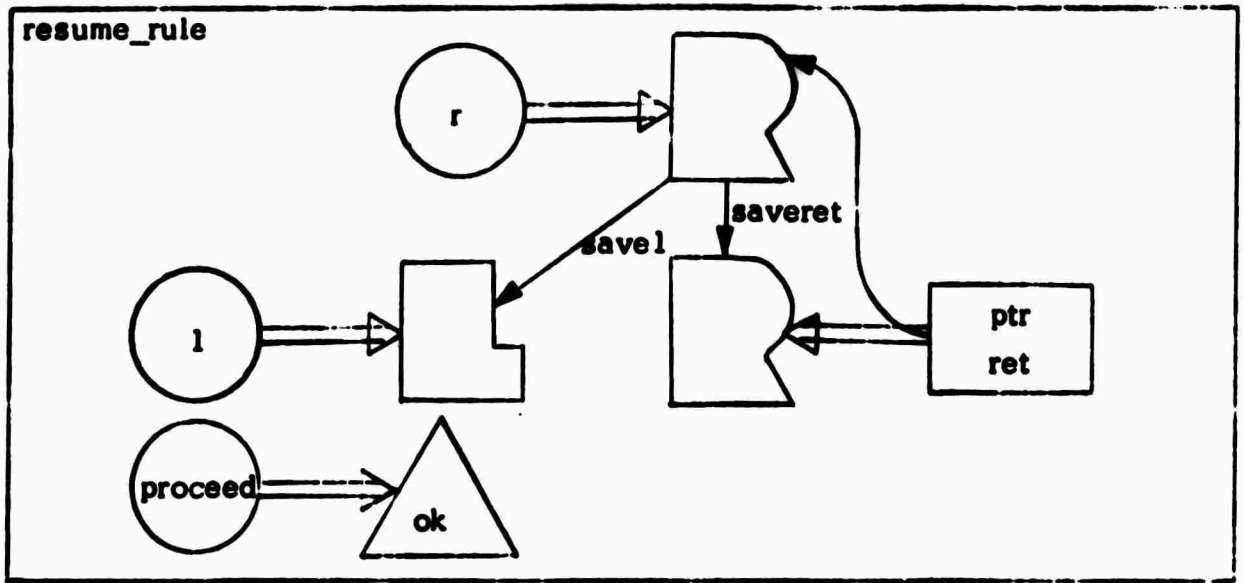 resume_rule
r
saveret
savel
l
ptr
ret
proceed
ok